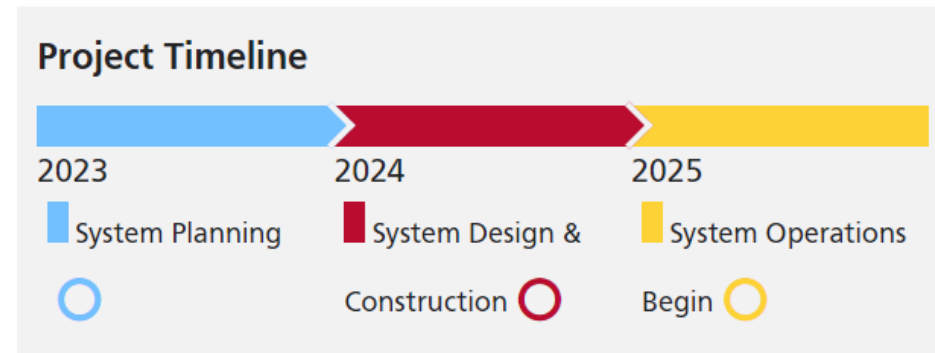 Project Timeline
2023 2024 2025
System Planning
System Design &
Construction
System Operations
Begin